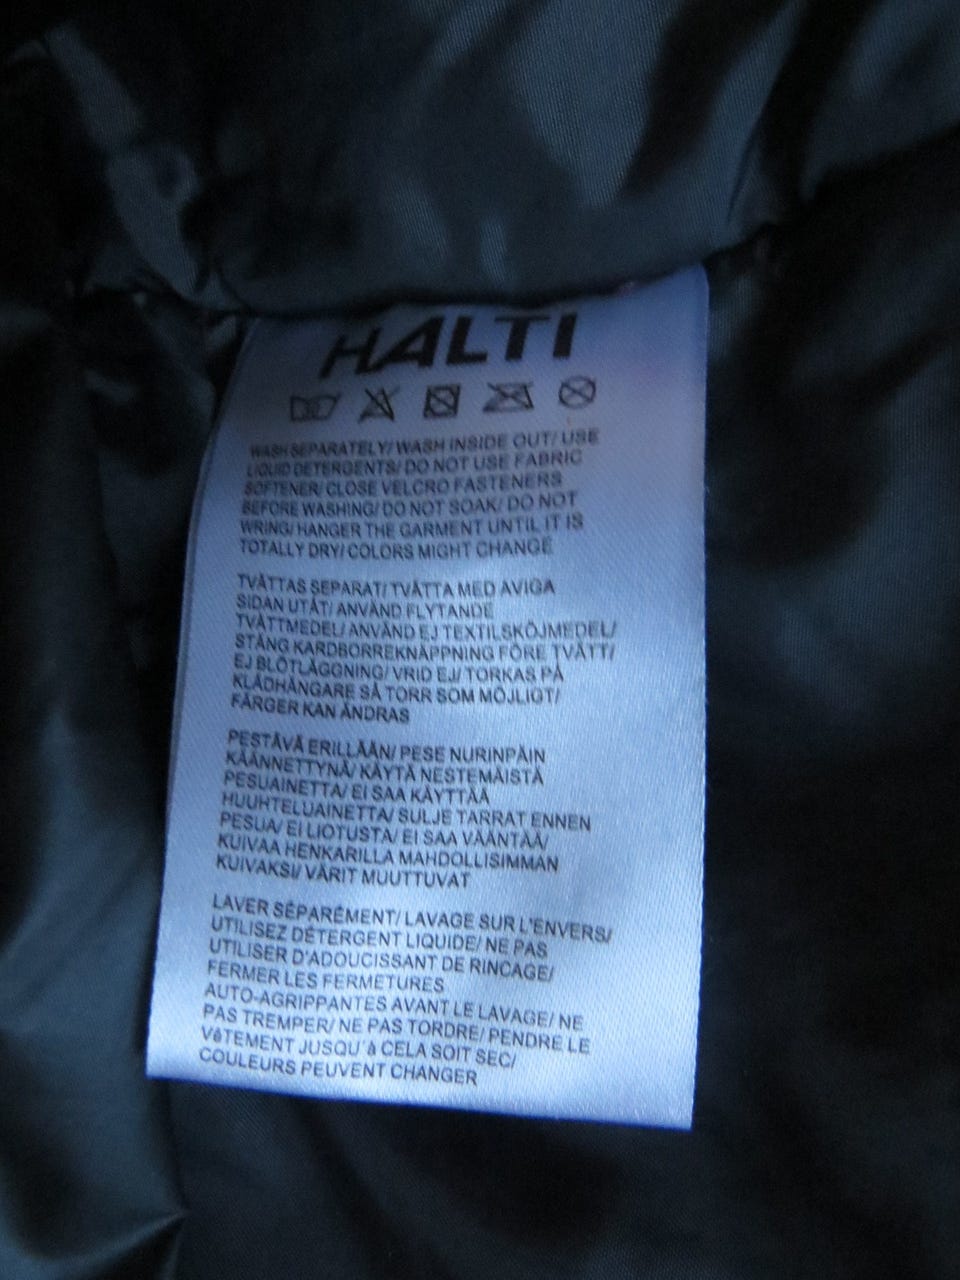 HALTI
30
WASH SEPARATELY/ WASH INSIDE OUT/ USE
LIQUID DETERGENTS/ DO NOT USE FABRIC
SOFTENER/ CLOSE VELCRO FASTENERS
BEFORE WASHING/ DO NOT SOAK/ DO NOT
WRING/ HANGER THE GARMENT UNTIL IT IS
TOTALLY DRY/ COLORS MIGHT CHANGE
TVÄTTAS SEPARAT/ TVÄTTA MED AVIGA
SIDAN UTÅT/ ANVÄND FLYTANDE
TVÄTTMEDEL/ ANVÄND EJ TEXTILSKÖJMEDEL/
STÄNG KARDBORREKNÄPPNING FÖRE TVÄTT/
EJ BLÖTLÄGGNING/ VRID EJ/ TORKAS PÅ
KLÄDHÄNGARE SÅ TORR SOM MÖJLIGT/
FÄRGER KAN ÄNDRAS
PESTÄVÄ ERILLÄÄN/ PESE NURINPÄIN
KÄÄNNETTYNÄ/ KÄYTÄ NESTEMÄISTÄ
PESUAINETTA/ EI SAA KÄYTTÄÄ
HUUHTELUAINETTA/ SULJE TARRAT ENNEN
PESUA/ EI LIOTUSTA/ EI SAA VÄÄNTÄÄ/
KUIVAA HENKARILLA MAHDOLLISIMMAN
KUIVAKSI/ VÄRIT MUUTTUVAT
LAVER SÉPARÉMENT/ LAVAGE SUR L'ENVERS/
UTILISEZ DÉTERGENT LIQUIDE/ NE PAS
UTILISER D'ADOUCISSANT DE RINCAGE/
FERMER LES FERMETURES
AUTO-AGRIPPANTES AVANT LE LAVAGE/ NE
PAS TREMPER/ NE PAS TORDRE/ PENDRE LE
VêTEMENT JUSQU'à CELA SOIT SEC/
COULEURS PEUVENT CHANGER